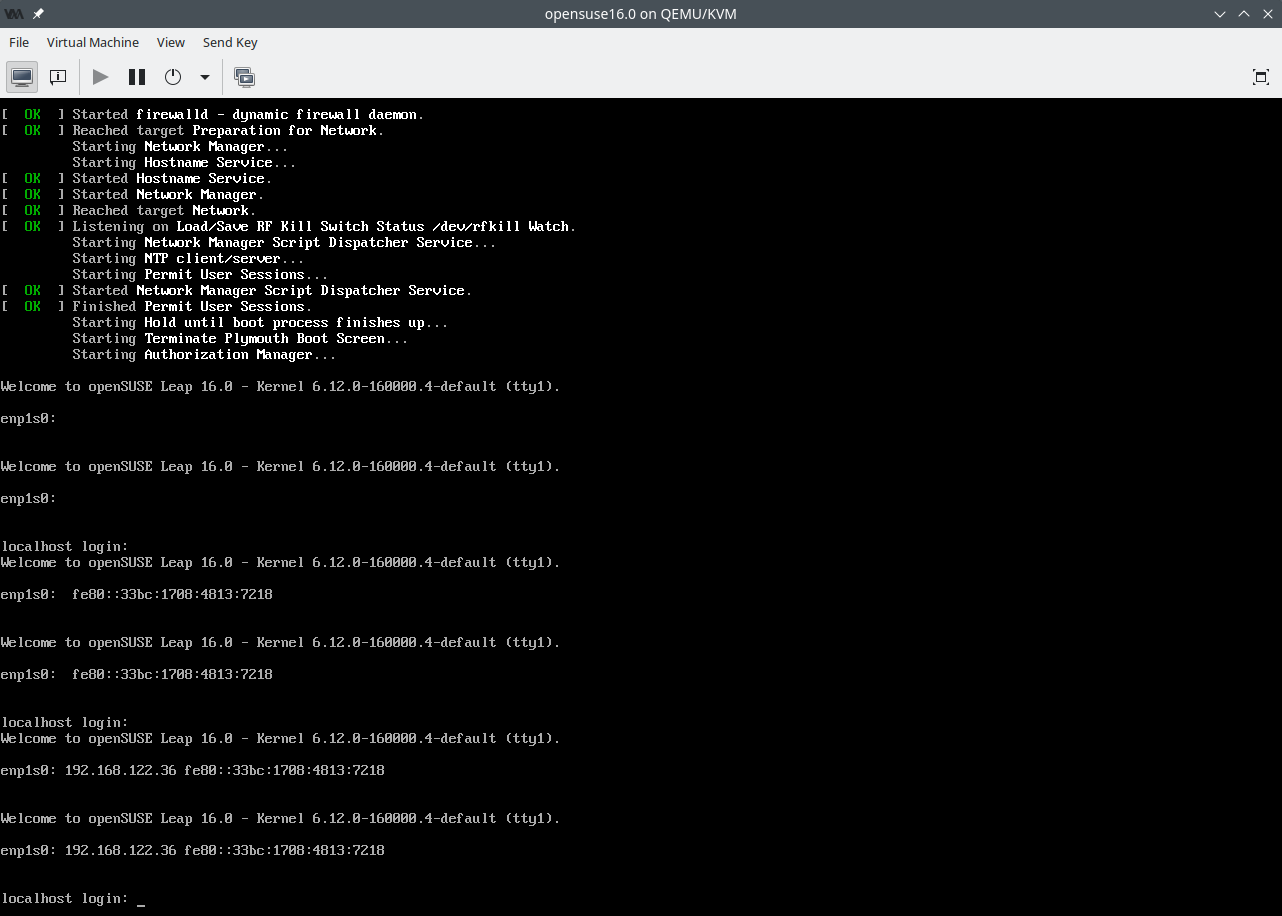 opensuse16.0 on QEMU/KVM
File Virtual Machine View Send Key
[  OK  ] Started firewalld - dynamic firewall daemon.
[  OK  ] Reached target Preparation for Network.
         Starting Network Manager...
         Starting Hostname Service...
[  OK  ] Started Hostname Service.
[  OK  ] Started Network Manager.
[  OK  ] Reached target Network.
[  OK  ] Listening on Load/Save RF Kill Switch Status /dev/rfkill Watch.
         Starting Network Manager Script Dispatcher Service...
         Starting NTP client/server...
         Starting Permit User Sessions...
[  OK  ] Started Network Manager Script Dispatcher Service.
[  OK  ] Finished Permit User Sessions.
         Starting Hold until boot process finishes up...
         Starting Terminate Plymouth Boot Screen...
         Starting Authorization Manager...
Welcome to openSUSE Leap 16.0 - Kernel 6.12.0-160000.4-default (tty1).
enp1s0:
Welcome to openSUSE Leap 16.0 - Kernel 6.12.0-160000.4-default (tty1).
enp1s0:
localhost login:
Welcome to openSUSE Leap 16.0 - Kernel 6.12.0-160000.4-default (tty1).
enp1s0:  fe80::33bc:1708:4813:7218
Welcome to openSUSE Leap 16.0 - Kernel 6.12.0-160000.4-default (tty1).
enp1s0:  fe80::33bc:1708:4813:7218
localhost login:
Welcome to openSUSE Leap 16.0 - Kernel 6.12.0-160000.4-default (tty1).
enp1s0: 192.168.122.36 fe80::33bc:1708:4813:7218
Welcome to openSUSE Leap 16.0 - Kernel 6.12.0-160000.4-default (tty1).
enp1s0: 192.168.122.36 fe80::33bc:1708:4813:7218
localhost login: _